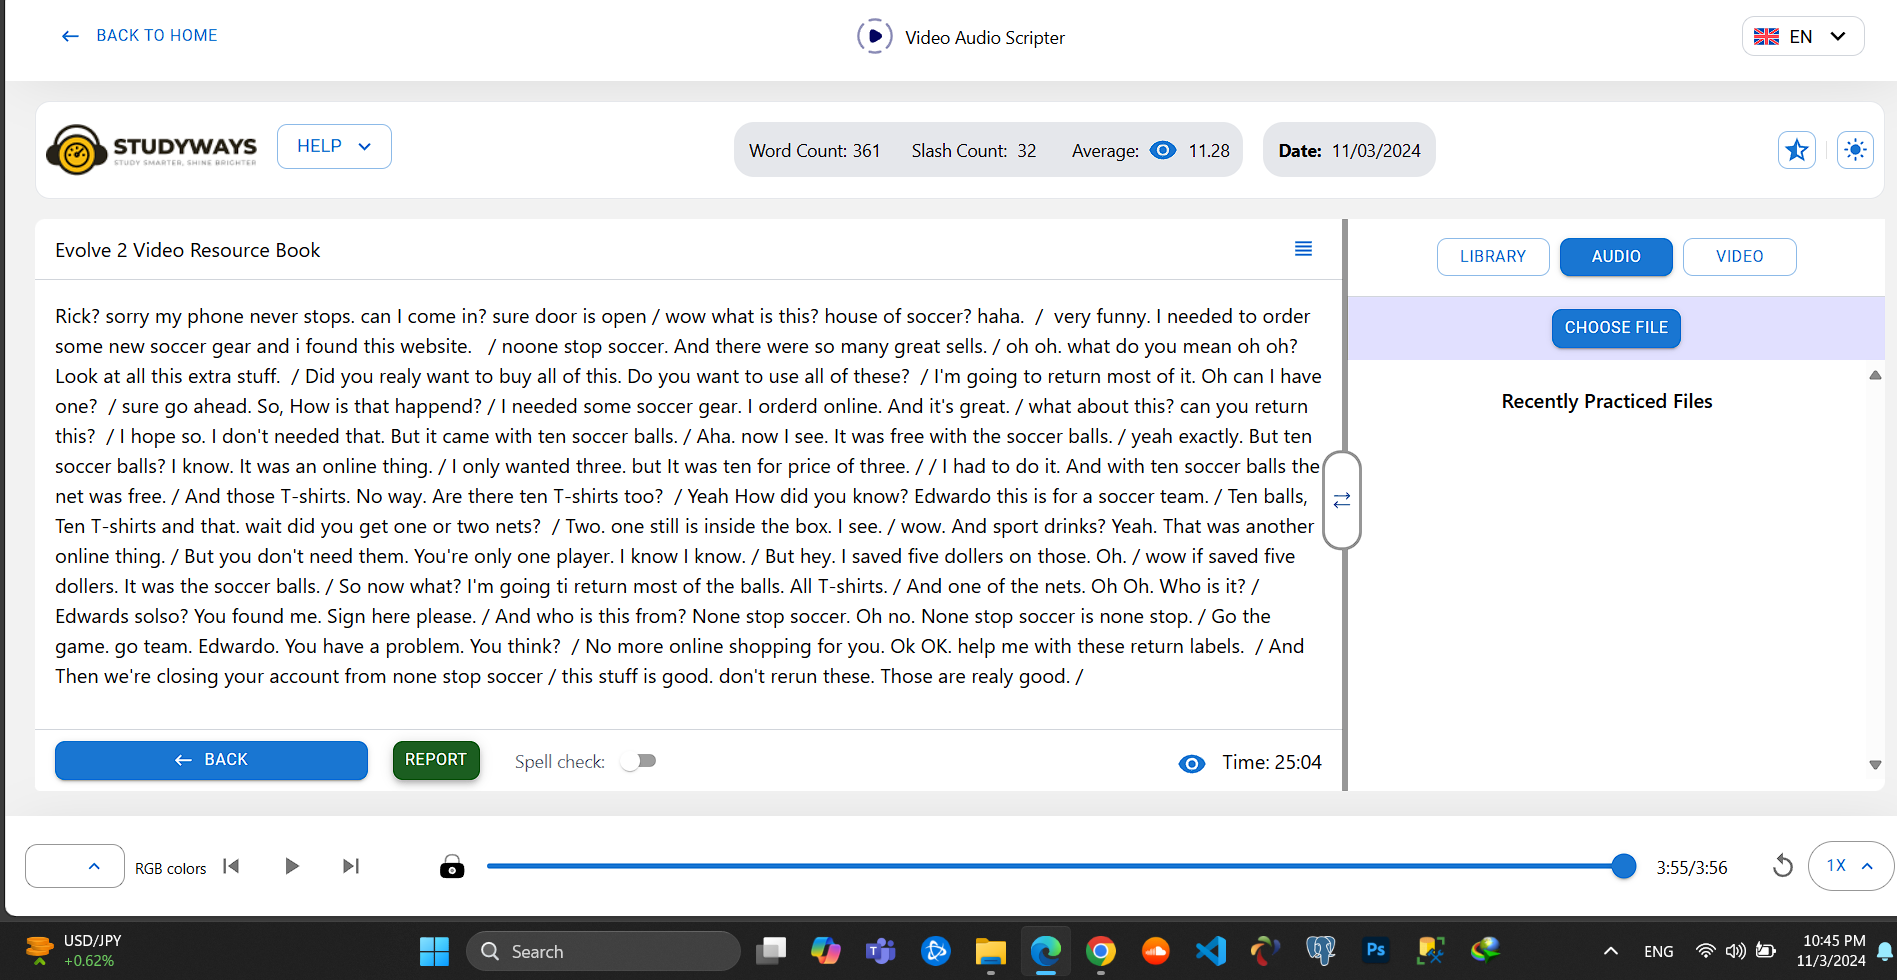 BACK TO HOME
Video Audio Scripter
EN
STUDYWAYS
STUDY SMARTER, SHINE BRIGHTER
HELP
Word Count: 361 Slash Count: 32 Average: 11.28
Date: 11/03/2024
Evolve 2 Video Resource Book
Rick? sorry my phone never stops. can I come in? sure door is open / wow what is this? house of soccer? haha. / very funny. I needed to order
some new soccer gear and i found this website. / noone stop soccer. And there were so many great sells. / oh oh. what do you mean oh oh?
Look at all this extra stuff. / Did you realy want to buy all of this. Do you want to use all of these? / I'm going to return most of it. Oh can I have
one? / sure go ahead. So, How is that happend? / I needed some soccer gear. I orderd online. And it's great. / what about this? can you return
this? / I hope so. I don't needed that. But it came with ten soccer balls. / Aha. now I see. It was free with the soccer balls. / yeah exactly. But ten
soccer balls? I know. It was an online thing. / I only wanted three. but It was ten for price of three. / / I had to do it. And with ten soccer balls the
net was free. / And those T-shirts. No way. Are there ten T-shirts too? / Yeah How did you know? Edwardo this is for a soccer team. / Ten balls,
Ten T-shirts and that. wait did you get one or two nets? / Two. one still is inside the box. I see. / wow. And sport drinks? Yeah. That was another
online thing. / But you don't need them. You're only one player. I know I know. / But hey. I saved five dollers on those. Oh. / wow if saved five
dollers. It was the soccer balls. / So now what? I'm going ti return most of the balls. All T-shirts. / And one of the nets. Oh Oh. Who is it? /
Edwards solso? You found me. Sign here please. / And who is this from? None stop soccer. Oh no. None stop soccer is none stop. / Go the
game. go team. Edwardo. You have a problem. You think? / No more online shopping for you. Ok OK. help me with these return labels. / And
Then we're closing your account from none stop soccer / this stuff is good. don't rerun these. Those are realy good. /
BACK
REPORT
Spell check:
Time: 25:04
LIBRARY
AUDIO
VIDEO
CHOOSE FILE
Recently Practiced Files
RGB colors
3:55/3:56
1X
USD/JPY
+0.62%
Search
Ps
ENG
10:45 PM
11/3/2024